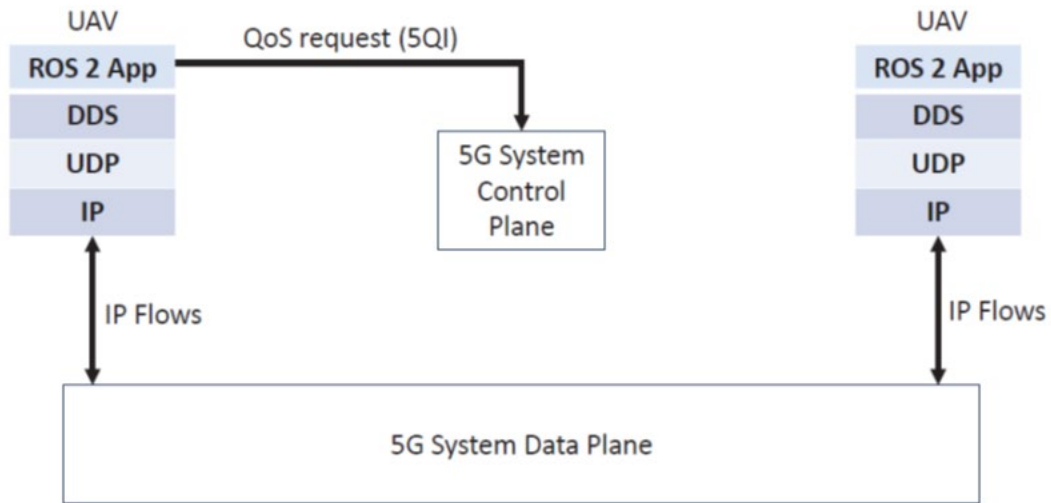 UAV
ROS 2 App
DDS
UDP
IP
QoS request (5QI)
5G System
Control
Plane
UAV
ROS 2 App
DDS
UDP
IP
IP Flows
IP Flows
5G System Data Plane